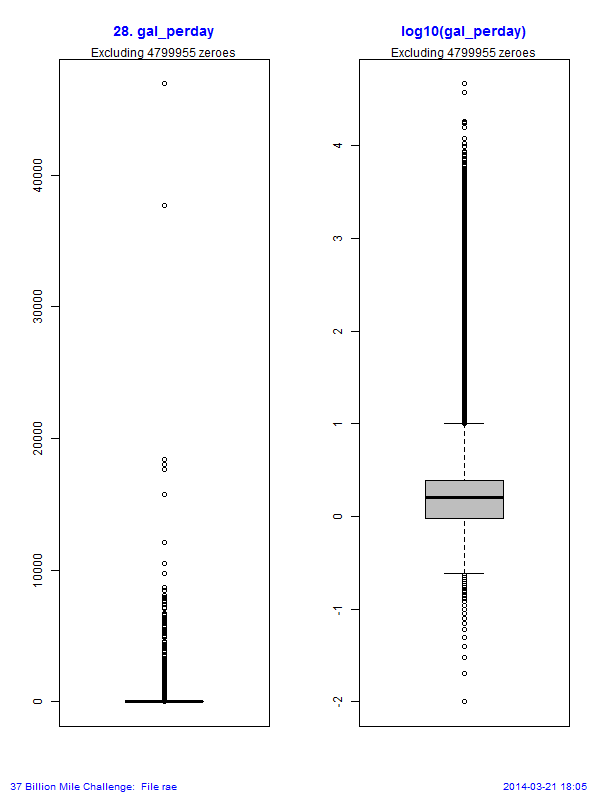 28. gal_perday
Excluding 4799955 zeroes
40000
30000
20000
10000
0
log10(gal_perday)
Excluding 4799955 zeroes
4
3
2
1
0
-1
-2
37 Billion Mile Challenge: File rae
2014-03-21 18:05